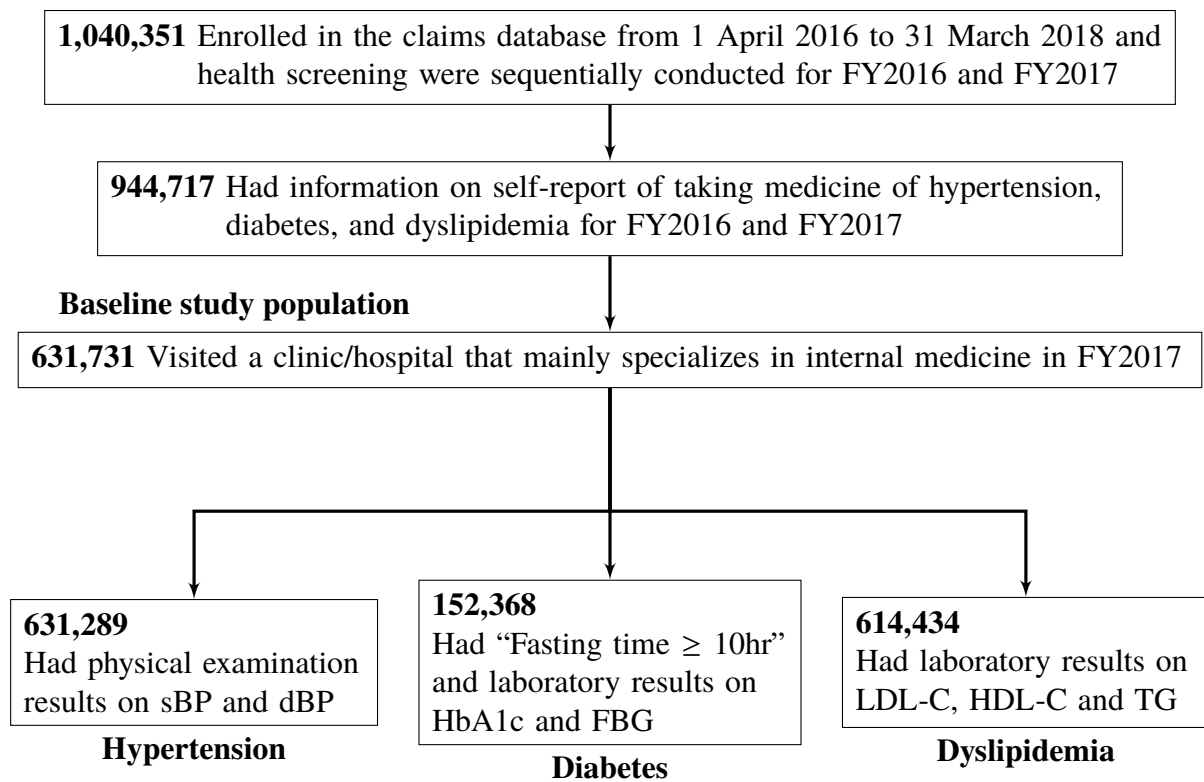 1,040,351 Enrolled in the claims database from 1 April 2016 to 31 March 2018 and
health screening were sequentially conducted for FY2016 and FY2017
944,717 Had information on self-report of taking medicine of hypertension,
diabetes, and dyslipidemia for FY2016 and FY2017
Baseline study population
631,731 Visited a clinic/hospital that mainly specializes in internal medicine in FY2017
631,289
Had physical examination
results on sBP and dBP
Hypertension
152,368
Had “Fasting time ≥ 10hr”
and laboratory results on
HbA1c and FBG
Diabetes
614,434
Had laboratory results on
LDL-C, HDL-C and TG
Dyslipidemia